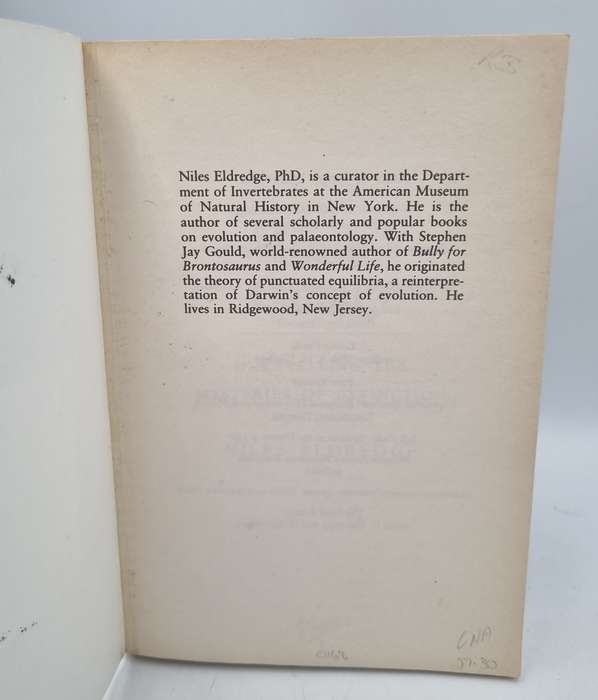 Niles Eldredge, PhD, is a curator in the Depart-
ment of Invertebrates at the American Museum
of Natural History in New York. He is the
author of several scholarly and popular books
on evolution and palaeontology. With Stephen
Jay Gould, world-renowned author of Bully for
Brontosaurus and Wonderful Life, he originated
the theory of punctuated equilibria, a reinterpre-
tation of Darwin's concept of evolution. He
lives in Ridgewood, New Jersey.